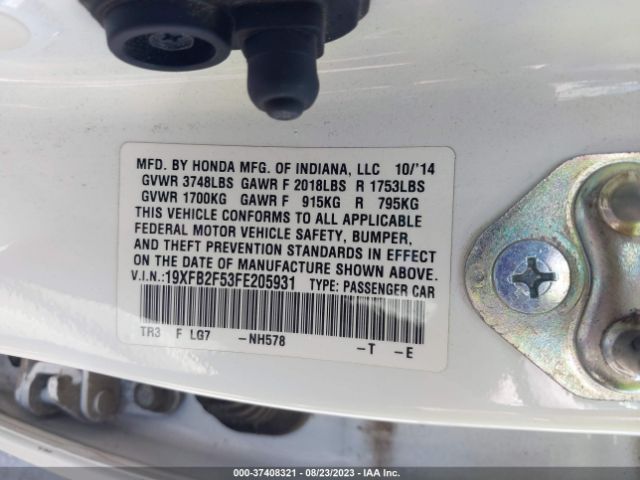 MFD. BY HONDA MFG. OF INDIANA, LLC 10/'14
GVWR 3748LBS GAWR F 2018LBS R 1753LBS
GVWR 1700KG GAWR F 915KG R 795KG
THIS VEHICLE CONFORMS TO ALL APPLICABLE
FEDERAL MOTOR VEHICLE SAFETY, BUMPER,
AND THEFT PREVENTION STANDARDS IN EFFECT
ON THE DATE OF MANUFACTURE SHOWN ABOVE.
V.I.N.:19XFB2F53FE205931 TYPE: PASSENGER CAR
TR3 F LG7 -NH578 -T -E
000-37408321 / 08/23/2023 / IAA Inc.